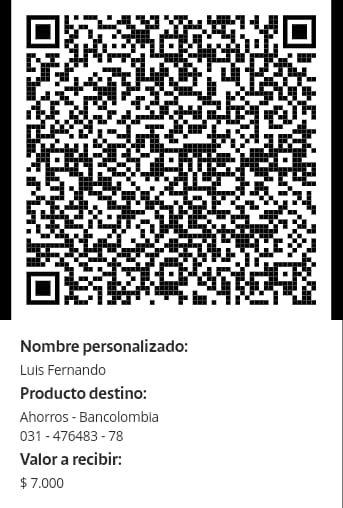 Nombre personalizado:
Luis Fernando
Producto destino:
Ahorros - Bancolombia
031 - 476483 - 78
Valor a recibir:
$ 7.000